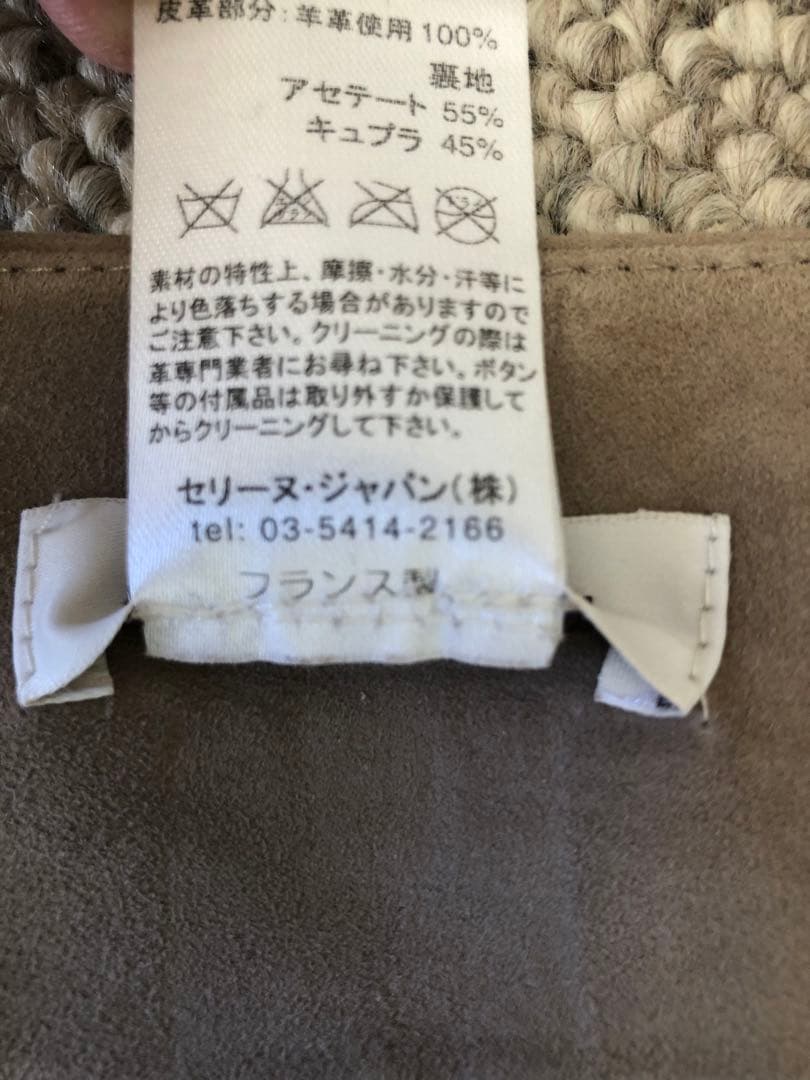 皮革部分:羊革使用 100%
裏地
アセテート 55%
キュプラ 45%
素材の特性上、摩擦・水分・汗等に
より色落ちする場合がありますので
ご注意下さい。クリーニングの際は
革専門業者にお尋ね下さい。ボタン
等の付属品は取り外すか保護して
からクリーニングして下さい。
セリーヌ・ジャパン(株)
tel: 03-5414-2166
フランス製